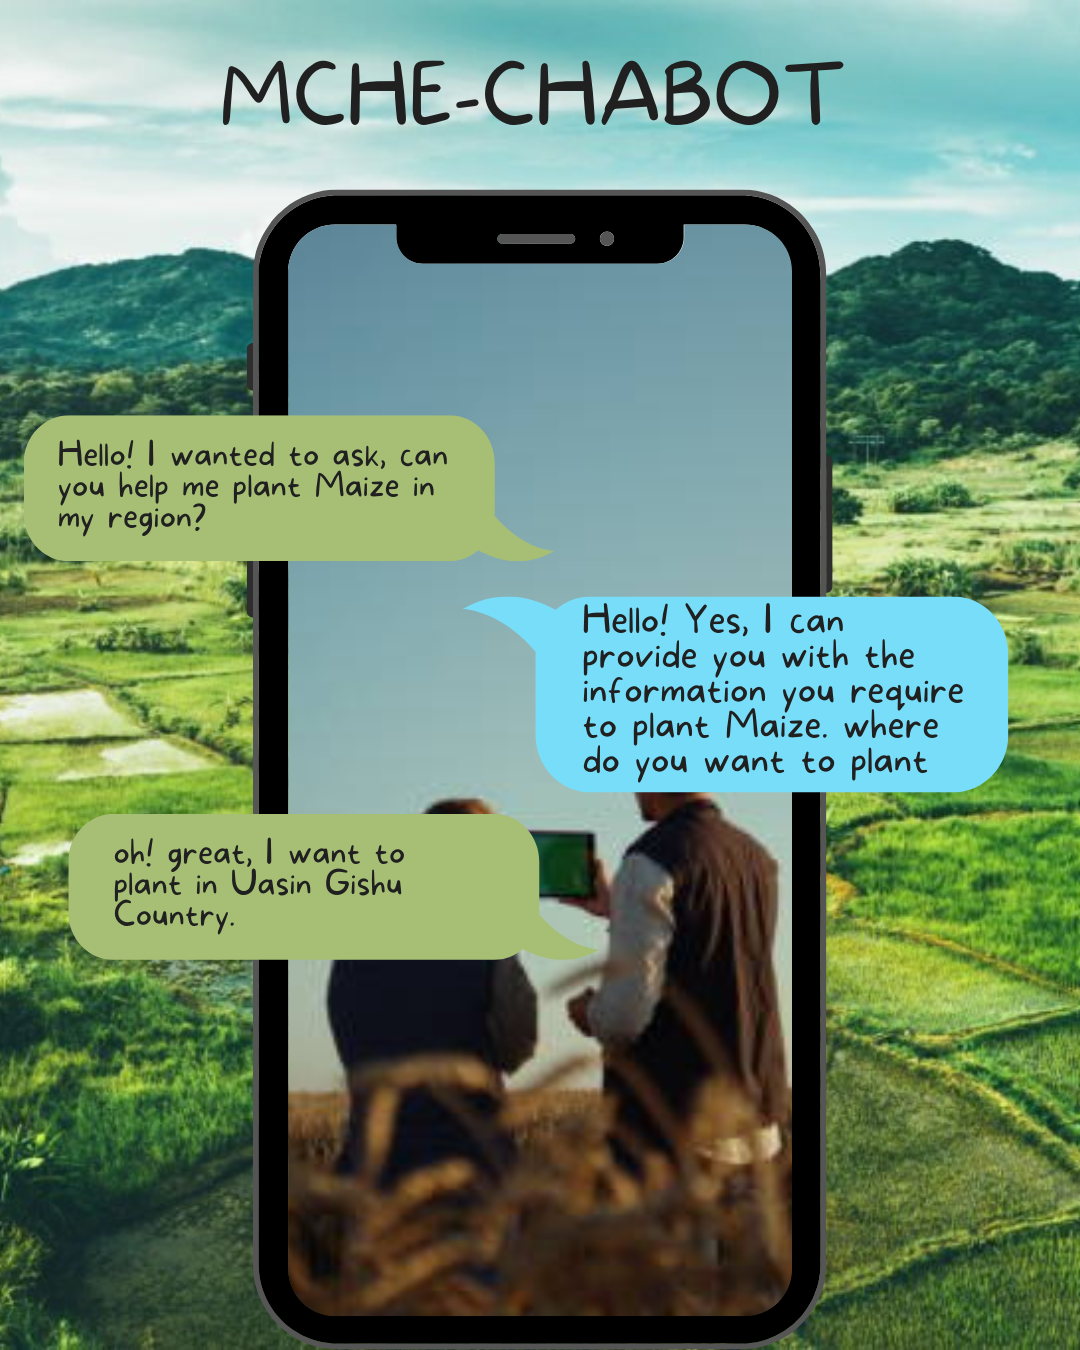 MCHE-CHABOT
Hello! I wanted to ask, can
you help me plant Maize in
my region?
Hello! Yes, I can
provide you with the
information you require
to plant Maize. where
do you want to plant
oh! great, I want to
plant in Uasin Gishu
Country.